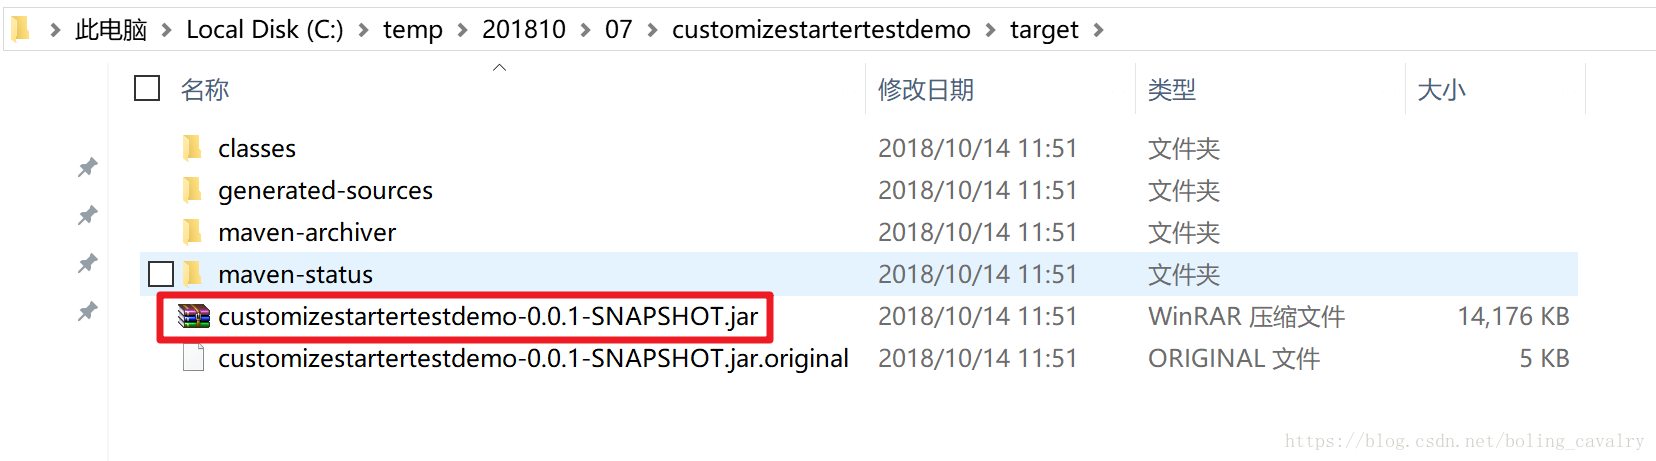 此电脑 > Local Disk (C:) > temp > 201810 > 07 > customizestartertestdemo > target >
名称 修改日期 类型 大小
classes 2018/10/14 11:51 文件夹
generated-sources 2018/10/14 11:51 文件夹
maven-archiver 2018/10/14 11:51 文件夹
maven-status 2018/10/14 11:51 文件夹
customizestartertestdemo-0.0.1-SNAPSHOT.jar 2018/10/14 11:51 WinRAR 压缩文件 14,176 KB
customizestartertestdemo-0.0.1-SNAPSHOT.jar.original 2018/10/14 11:51 ORIGINAL 文件 5 KB
https://blog.csdn.net/boling_cavalry